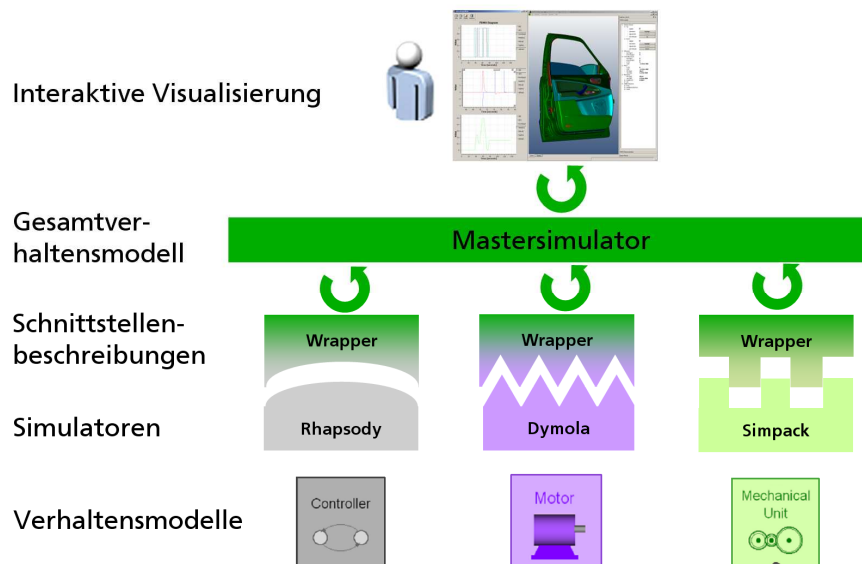 Interaktive Visualisierung
Gesamtver-
haltensmodell
Mastersimulator
Schnittstellen-
beschreibungen
Wrapper
Wrapper
Wrapper
Simulatoren
Rhapsody
Dymola
Simpack
Verhaltensmodelle
Controller
Motor
Mechanical
Unit